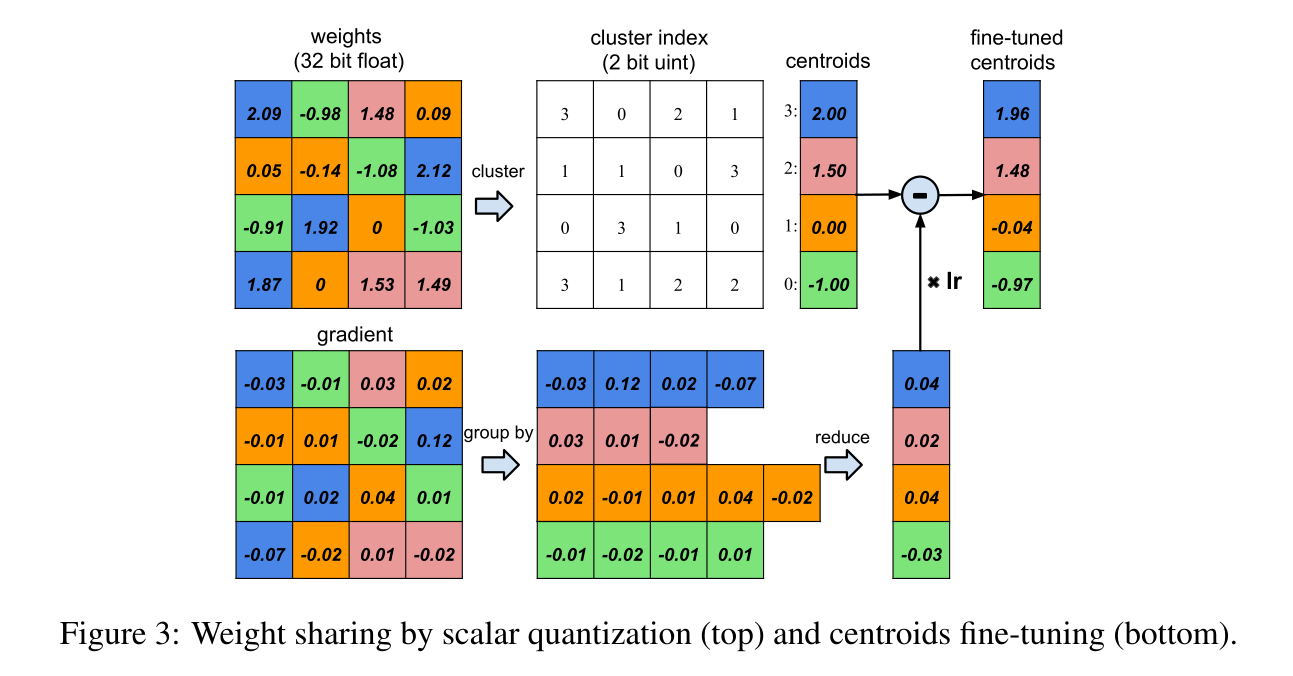 weights
(32 bit float)
cluster index
(2 bit uint)
centroids
fine-tuned
centroids
2.09 -0.98 1.48 0.09
0.05 -0.14 -1.08 2.12
-0.91 1.92 0 -1.03
1.87 0 1.53 1.49
cluster
3 0 2 1
1 1 0 3
0 3 1 0
3 1 2 2
3: 2.00
2: 1.50
1: 0.00
0: -1.00
-
× lr
1.96
1.48
-0.04
-0.97
gradient
-0.03 -0.01 0.03 0.02
-0.01 0.01 -0.02 0.12
-0.01 0.02 0.04 0.01
-0.07 -0.02 0.01 -0.02
group by
-0.03 0.12 0.02 -0.07
0.03 0.01 -0.02
0.02 -0.01 0.01 0.04 -0.02
-0.01 -0.02 -0.01 0.01
reduce
0.04
0.02
0.04
-0.03
Figure 3: Weight sharing by scalar quantization (top) and centroids fine-tuning (bottom).